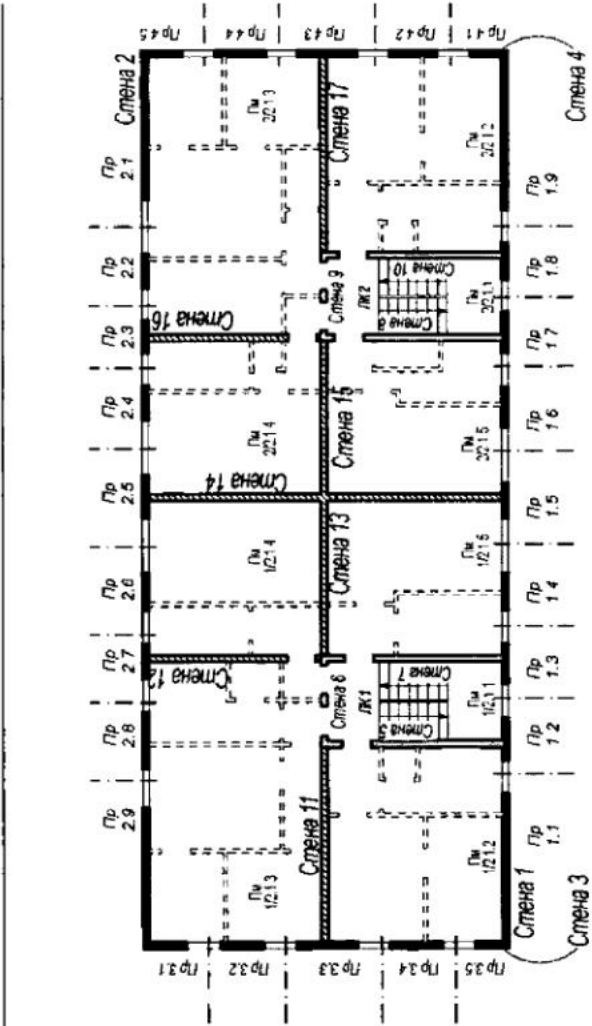 Пр 4.5
Пр 4.4
Пр 4.3
Пр 4.2
Пр 4.1
Стена 2
Стена 4
Пр 2.1
Пр 2.2
Пр 2.3
Пр 2.4
Пр 2.5
Пр 2.6
Пр 2.7
Пр 2.8
Пр 2.9
Пм 2/2.1.3
Стена 17
Пм 2/2.1.2
Стена 16
Стена 9
ЛК2
Стена 10
Стена 8
Пм 2/2.1.1
Пм 2/2.1.4
Стена 15
Пм 2/2.1.5
Стена 14
Пм 1/2.1.4
Стена 13
Пм 1/2.1.5
Стена 12
Стена 6
ЛК1
Стена 7
Стена
Пм 1/2.1.1
Пм 1/2.1.3
Стена 11
Пм 1/2.1.2
Пр 1.9
Пр 1.8
Пр 1.7
Пр 1.6
Пр 1.5
Пр 1.4
Пр 1.3
Пр 1.2
Пр 1.1
Стена 1
Стена 3
Пр 3.1
Пр 3.2
Пр 3.3
Пр 3.4
Пр 3.5